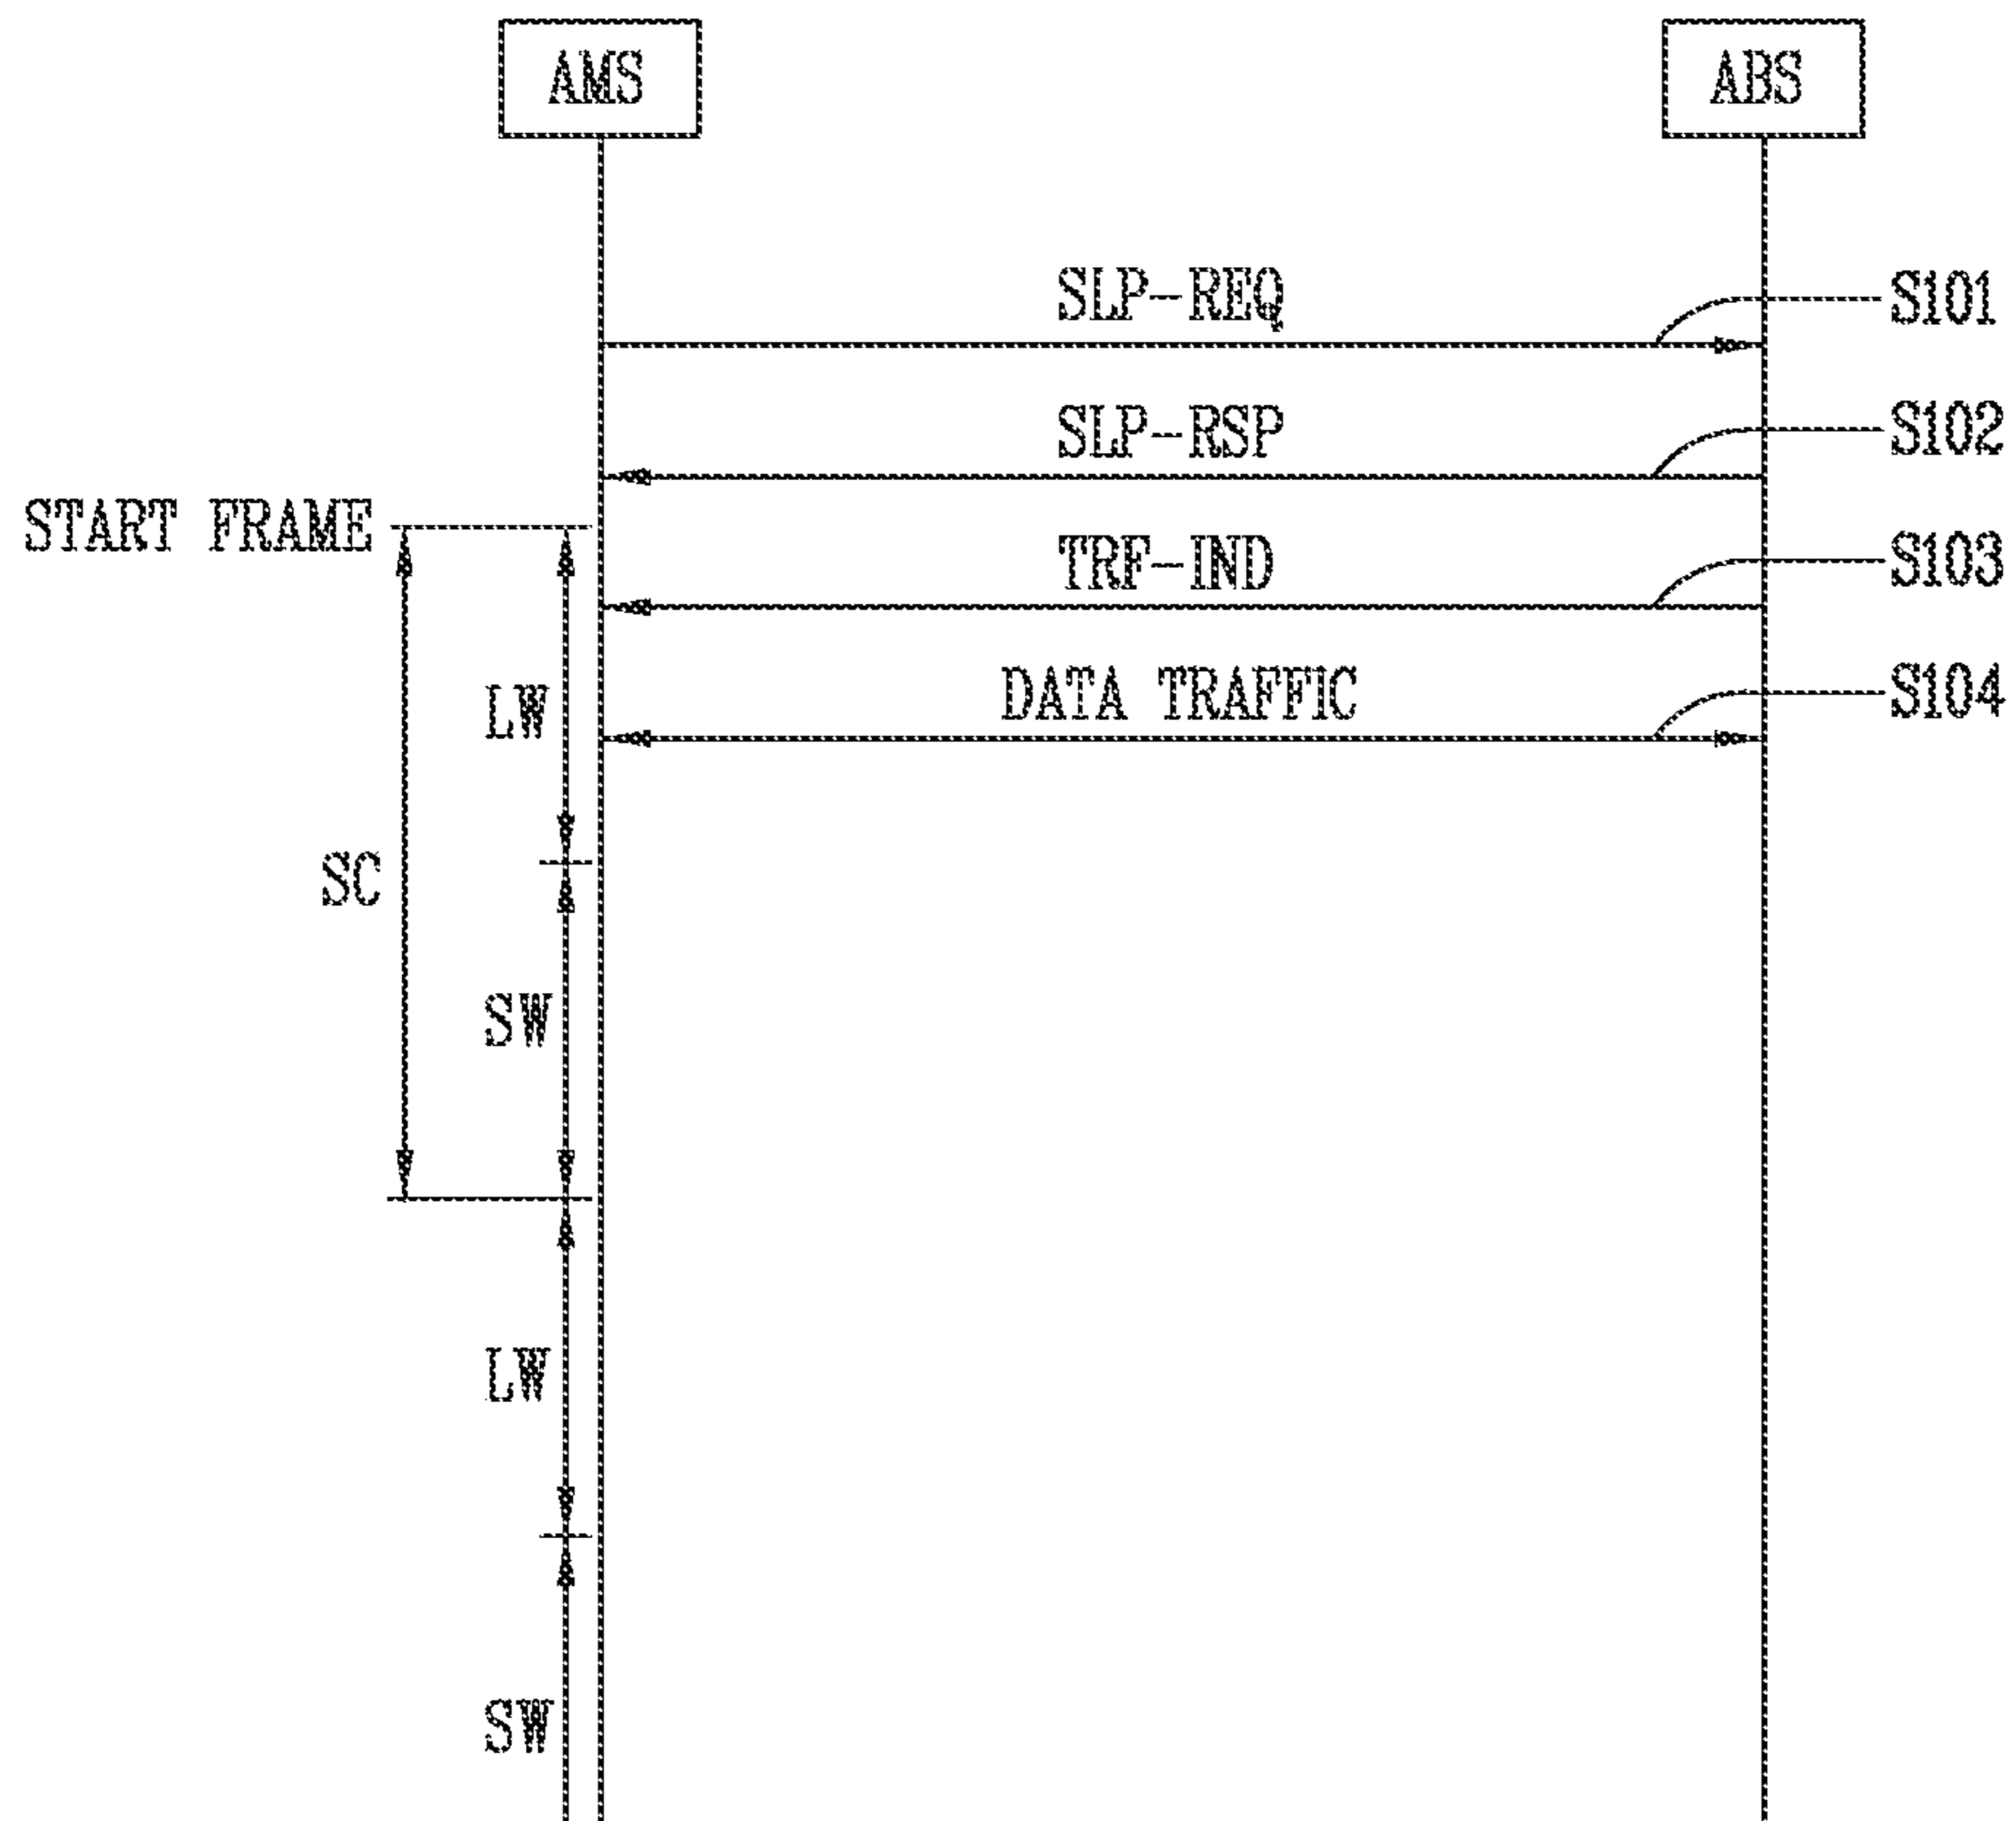 AMS
ABS
SLP-REQ
S101
SLP-RSP
S102
START FRAME
TRF-IND
S103
LW
DATA TRAFFIC
S104
SC
SW
LW
SW